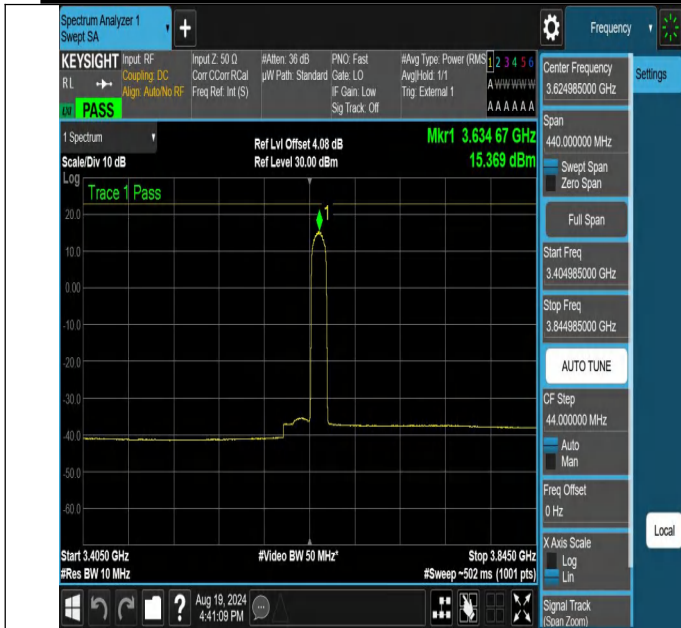 Spectrum Analyzer 1
Swept SA
+
Frequency
KEYSIGHT
RL
PASS
Input: RF
Coupling: DC
Align: Auto/No RF
Input Z: 50 Ω
Corr CCorr RCal
Freq Ref: Int (S)
#Atten: 36 dB
µW Path: Standard
PNO: Fast
Gate: LO
IF Gain: Low
Sig Track: Off
#Avg Type: Power (RMS
Avg|Hold: 1/1
Trig: External 1
1 2 3 4 5 6
A W W W W W
A A A A A A
1 Spectrum
Scale/Div 10 dB
Ref Lvl Offset 4.08 dB
Ref Level 30.00 dBm
Mkr1 3.634 67 GHz
15.369 dBm
Log
Trace 1 Pass
1
20.0
10.0
0.00
-10.0
-20.0
-30.0
-40.0
-50.0
-60.0
Start 3.4050 GHz
#Res BW 10 MHz
#Video BW 50 MHz*
Stop 3.8450 GHz
#Sweep ~502 ms (1001 pts)
Center Frequency
3.624985000 GHz
Settings
Span
440.000000 MHz
Swept Span
Zero Span
Full Span
Start Freq
3.404985000 GHz
Stop Freq
3.844985000 GHz
AUTO TUNE
CF Step
44.000000 MHz
Auto
Man
Freq Offset
0 Hz
X Axis Scale
Log
Lin
Local
Signal Track
(Span Zoom)
?
Aug 19, 2024
4:41:09 PM